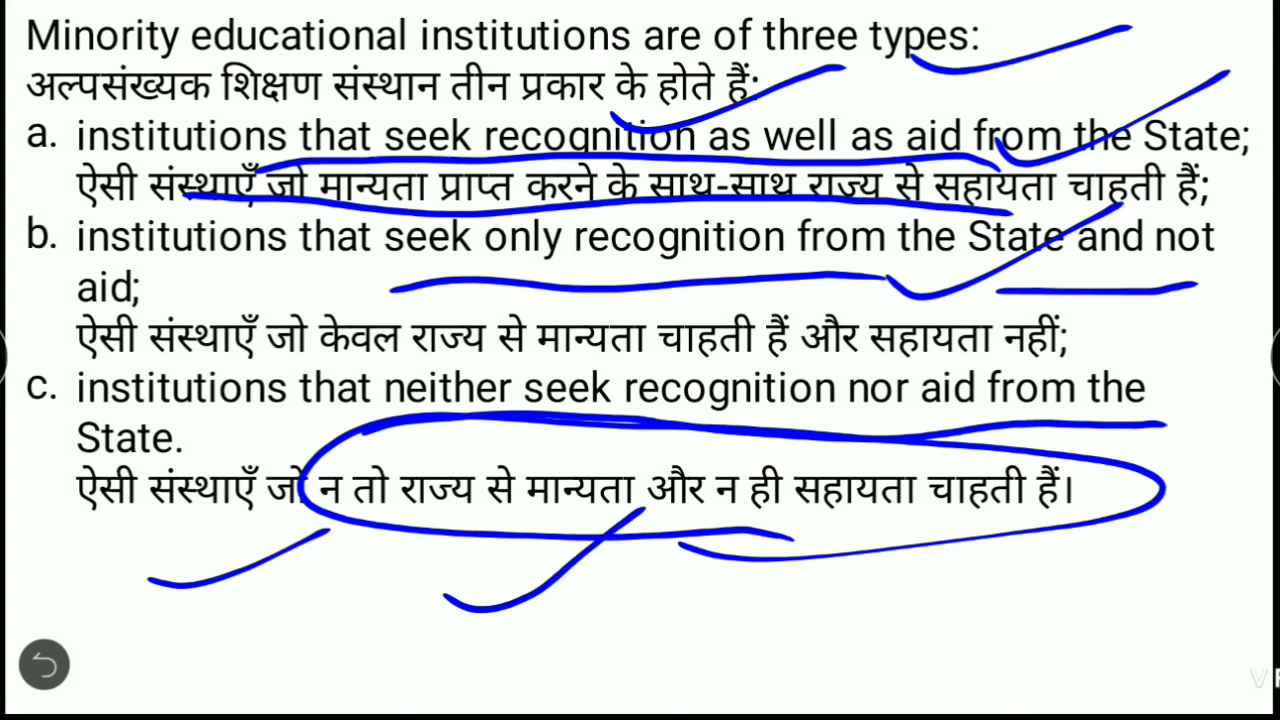 Minority educational institutions are of three types:
अल्पसंख्यक शिक्षण संस्थान तीन प्रकार के होते हैं:
a. institutions that seek recognition as well as aid from the State;
ऐसी संस्थाएँ जो मान्यता प्राप्त करने के साथ-साथ राज्य से सहायता चाहती हैं;
b. institutions that seek only recognition from the State and not
aid;
ऐसी संस्थाएँ जो केवल राज्य से मान्यता चाहती हैं और सहायता नहीं;
c. institutions that neither seek recognition nor aid from the
State.
ऐसी संस्थाएँ जो न तो राज्य से मान्यता और न ही सहायता चाहती हैं।